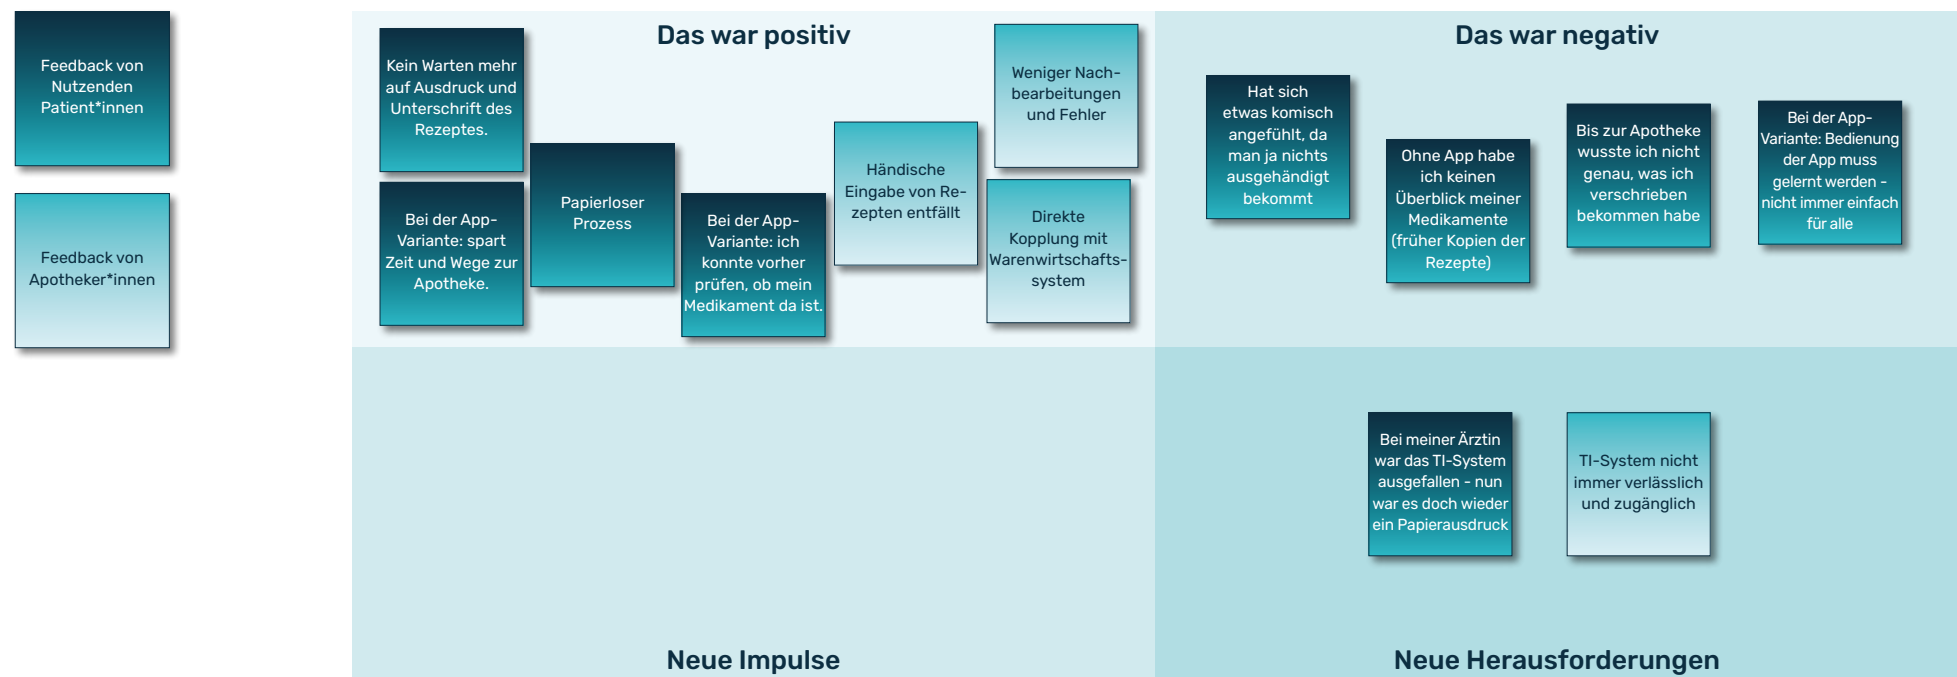 Feedback von
Nutzenden
Patient*innen
Feedback von
Apotheker*innen
Das war positiv
Kein Warten mehr
auf Ausdruck und
Unterschrift des
Rezeptes.
Bei der App-
Variante: spart
Zeit und Wege zur
Apotheke.
Papierloser
Prozess
Bei der App-
Variante: ich
konnte vorher
prüfen, ob mein
Medikament da ist.
Händische
Eingabe von Re-
zepten entfällt
Weniger Nach-
bearbeitungen
und Fehler
Direkte
Kopplung mit
Warenwirtschafts-
system
Das war negativ
Hat sich
etwas komisch
angefühlt, da
man ja nichts
ausgehändigt
bekommt
Ohne App habe
ich keinen
Überblick meiner
Medikamente
(früher Kopien der
Rezepte)
Bis zur Apotheke
wusste ich nicht
genau, was ich
verschrieben
bekommen habe
Bei der App-
Variante: Bedienung
der App muss
gelernt werden -
nicht immer einfach
für alle
Neue Impulse
Bei meiner Ärztin
war das TI-System
ausgefallen - nun
war es doch wieder
ein Papierausdruck
TI-System nicht
immer verlässlich
und zugänglich
Neue Herausforderungen